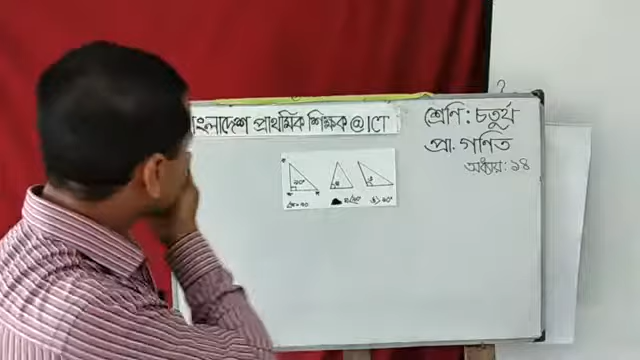 বাংলাদেশ প্রাথমিক শিক্ষক @ICT
শ্রেণি : চতুর্থ
প্রা. গণিত
অধ্যায় : ১৪